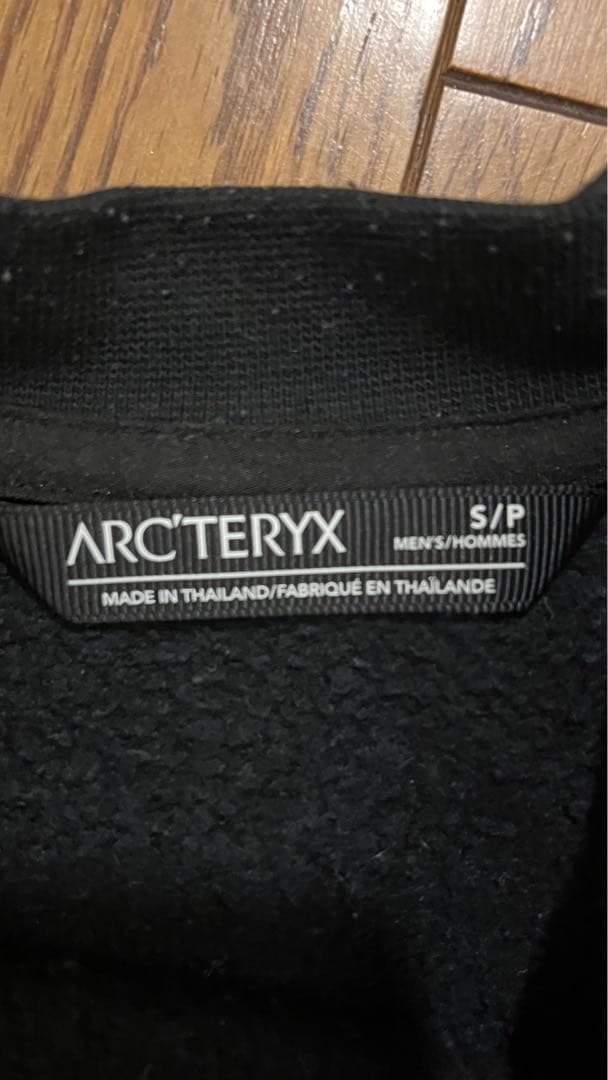 ARC'TERYX
S/P
MEN'S/HOMMES
MADE IN THAILAND/FABRIQUÉ EN THAÏLANDE